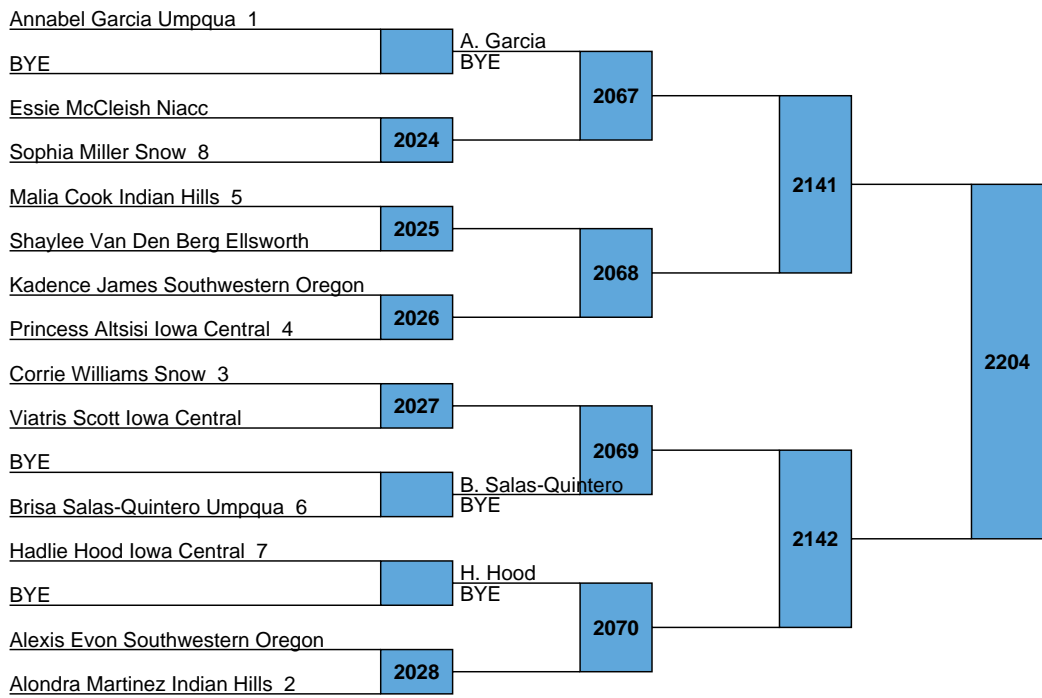 Annabel Garcia Umpqua  1
BYE
Essie McCleish Niacc
Sophia Miller Snow  8
Malia Cook Indian Hills  5
Shaylee Van Den Berg Ellsworth
Kadence James Southwestern Oregon
Princess Altsisi Iowa Central  4
Corrie Williams Snow  3
Viatris Scott Iowa Central
BYE
Brisa Salas-Quintero Umpqua  6
Hadlie Hood Iowa Central  7
BYE
Alexis Evon Southwestern Oregon
Alondra Martinez Indian Hills  2
2024
2025
2026
2027
2028
A. Garcia
BYE
B. Salas-Quintero
BYE
H. Hood
BYE
2067
2068
2069
2070
2141
2142
2204